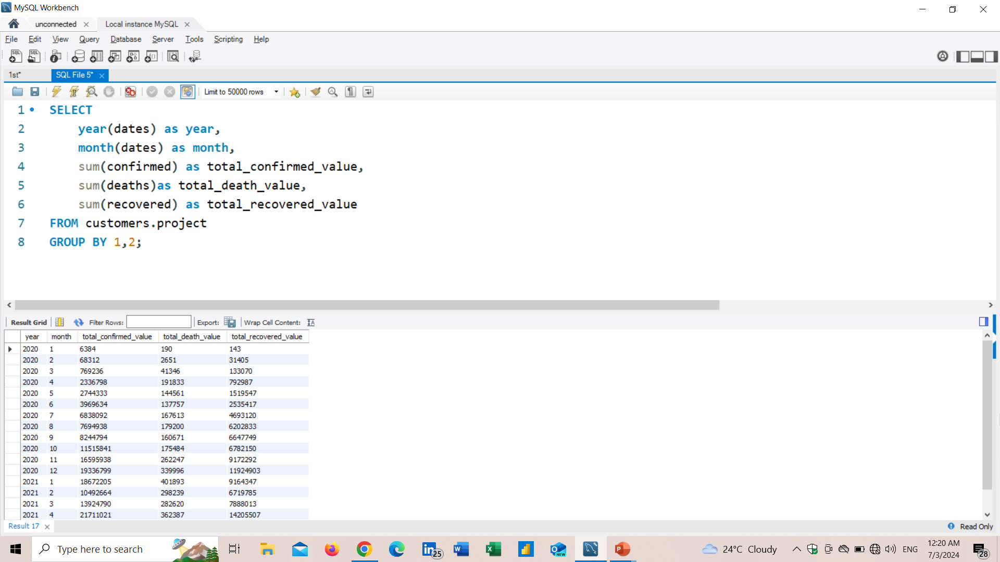 MySQL Workbench
unconnected
Local instance MySQL
File Edit View Query Database Server Tools Scripting Help
1st*
SQL File 5*
Limit to 50000 rows
1 SELECT
2 year(dates) as year,
3 month(dates) as month,
4 sum(confirmed) as total_confirmed_value,
5 sum(deaths)as total_death_value,
6 sum(recovered) as total_recovered_value
7 FROM customers.project
8 GROUP BY 1,2;
Result Grid Filter Rows: Export: Wrap Cell Content:
year month total_confirmed_value total_death_value total_recovered_value
2020 1 6384 190 143
2020 2 68312 2651 31405
2020 3 769236 41346 133070
2020 4 2336798 191833 792987
2020 5 2744333 144561 1519547
2020 6 3969634 137757 2535417
2020 7 6838092 167613 4693120
2020 8 7694938 179200 6202833
2020 9 8244794 160671 6647749
2020 10 11515841 175484 6782150
2020 11 16595938 262247 9172292
2020 12 19336799 339996 11924903
2021 1 18672205 401893 9164347
2021 2 10492664 298239 6719785
2021 3 13924790 282620 7888013
2021 4 21711021 362387 14205507
Result 17
Read Only
Type here to search
25
NEW
24°C Cloudy
ENG
12:20 AM
7/3/2024
28